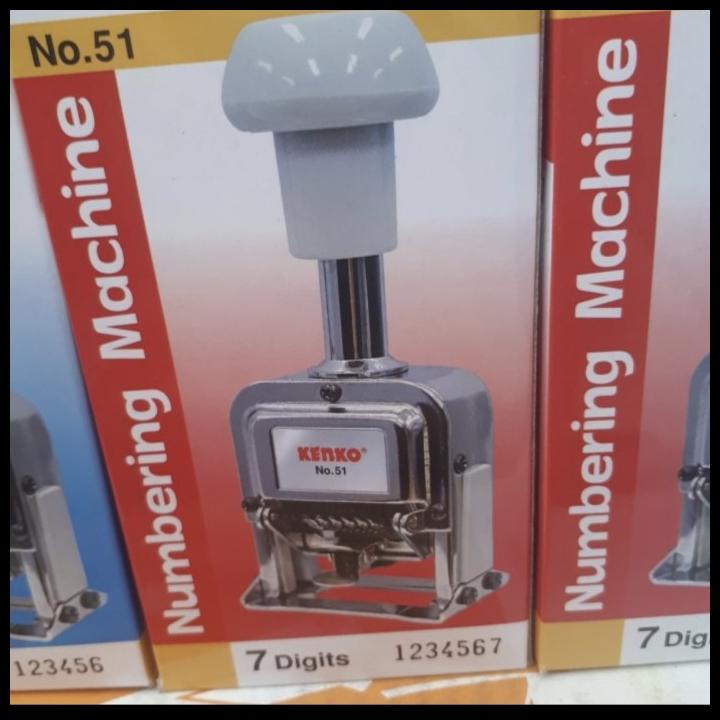 No.51
Numbering Machine
KENKO®
No.51
7 Digits 1234567
123456
Numbering Machine
7 Dig